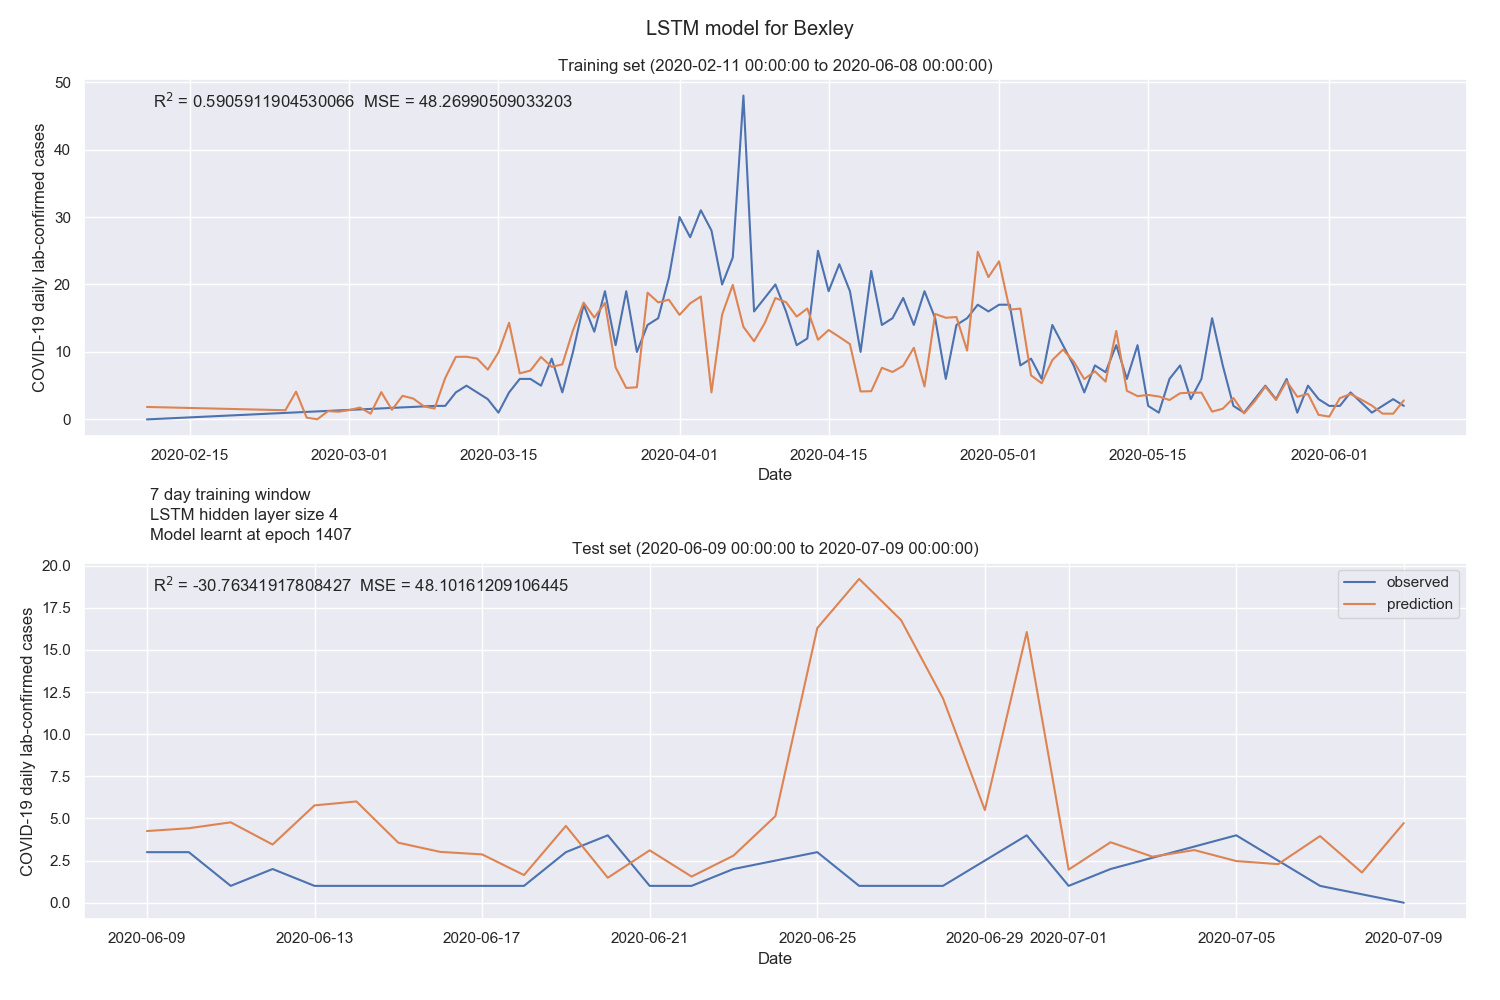 LSTM model for Bexley
Training set (2020-02-11 00:00:00 to 2020-06-08 00:00:00)
R² = 0.5905911904530066 MSE = 48.26990509033203
COVID-19 daily lab-confirmed cases
50
40
30
20
10
0
2020-02-15 2020-03-01 2020-03-15 2020-04-01 2020-04-15 2020-05-01 2020-05-15 2020-06-01
Date
7 day training window
LSTM hidden layer size 4
Model learnt at epoch 1407
Test set (2020-06-09 00:00:00 to 2020-07-09 00:00:00)
R² = -30.76341917808427 MSE = 48.10161209106445
observed
prediction
COVID-19 daily lab-confirmed cases
20.0
17.5
15.0
12.5
10.0
7.5
5.0
2.5
0.0
2020-06-09 2020-06-13 2020-06-17 2020-06-21 2020-06-25 2020-06-29 2020-07-01 2020-07-05 2020-07-09
Date